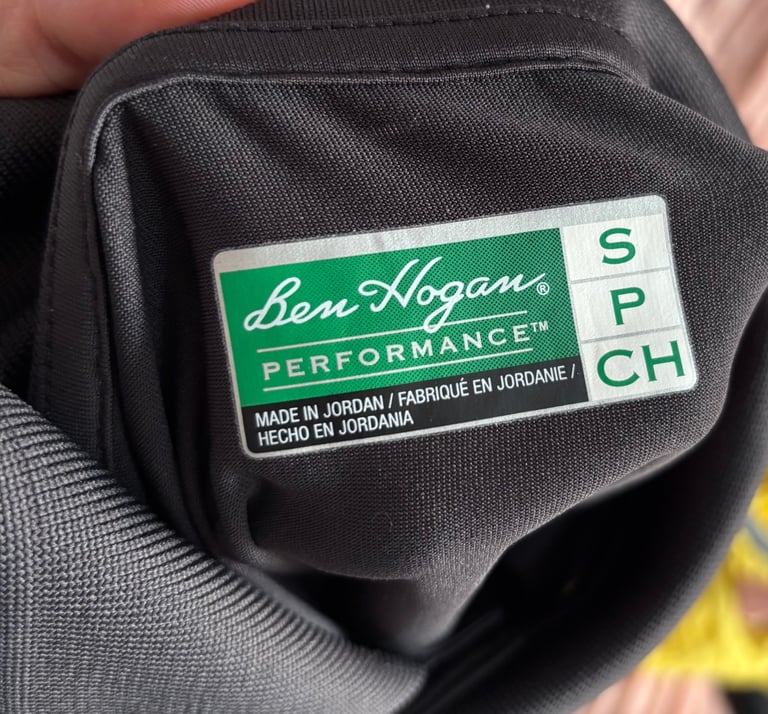 Ben Hogan®
PERFORMANCE™
MADE IN JORDAN / FABRIQUÉ EN JORDANIE /
HECHO EN JORDANIA
S
P
CH